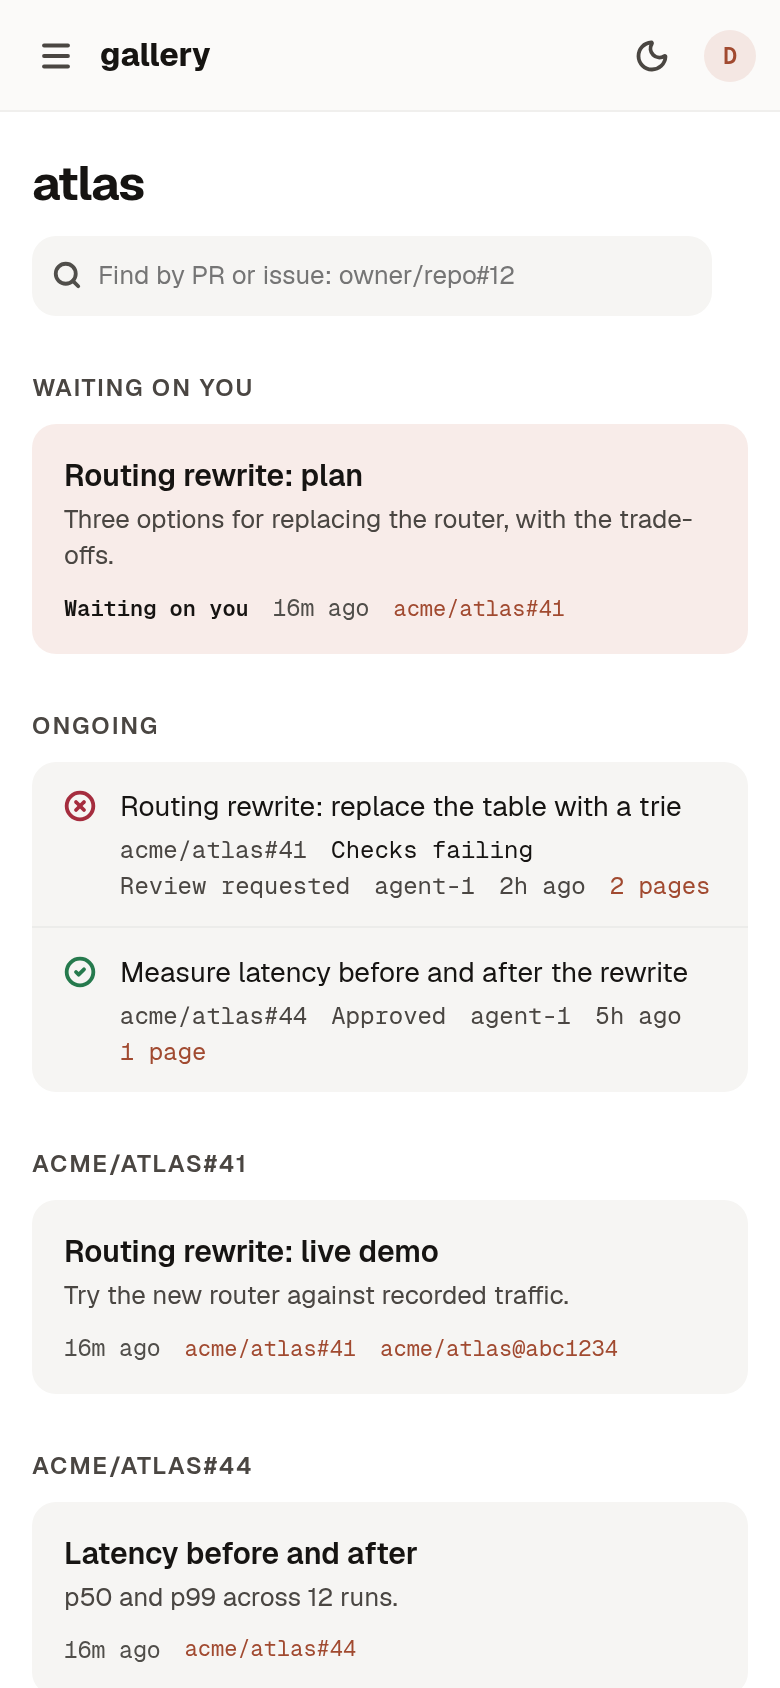 gallery
D
atlas
Find by PR or issue: owner/repo#12
WAITING ON YOU
Routing rewrite: plan
Three options for replacing the router, with the trade-
offs.
Waiting on you 16m ago acme/atlas#41
ONGOING
Routing rewrite: replace the table with a trie
acme/atlas#41 Checks failing
Review requested agent-1 2h ago 2 pages
Measure latency before and after the rewrite
acme/atlas#44 Approved agent-1 5h ago
1 page
ACME/ATLAS#41
Routing rewrite: live demo
Try the new router against recorded traffic.
16m ago acme/atlas#41 acme/atlas@abc1234
ACME/ATLAS#44
Latency before and after
p50 and p99 across 12 runs.
16m ago acme/atlas#44